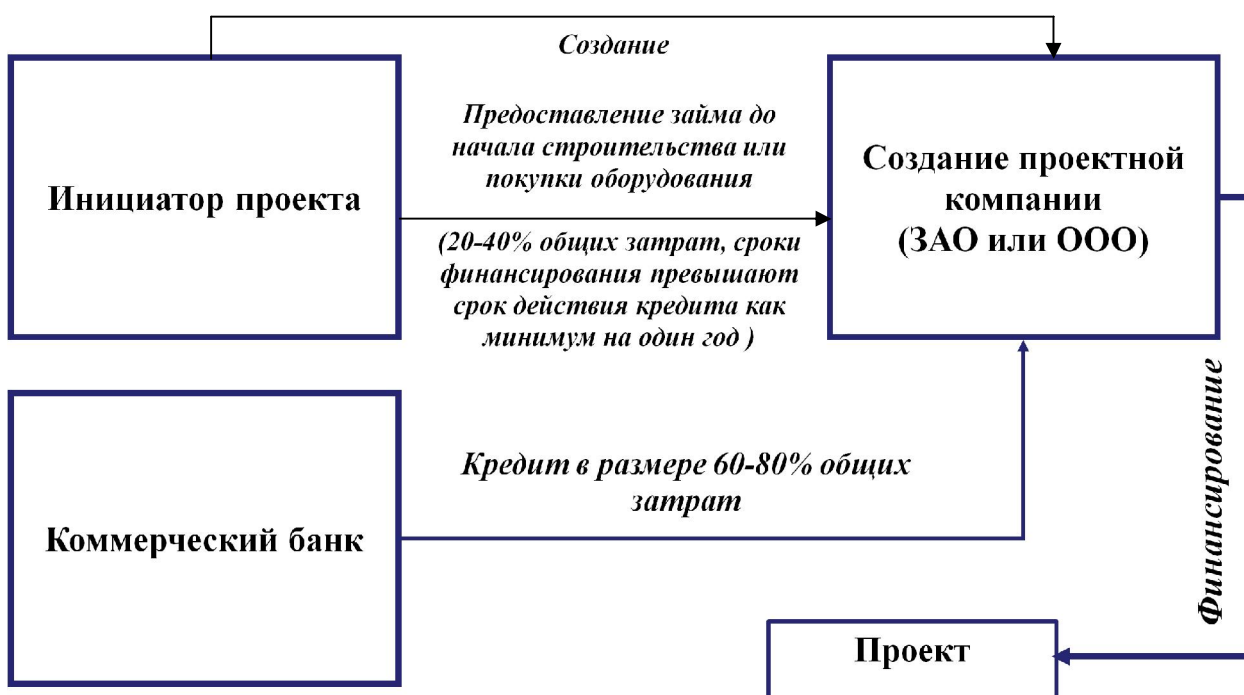 Создание
Предоставление займа до
начала строительства или
покупки оборудования
Инициатор проекта
Создание проектной
компании
(ЗАО или ООО)
(20-40% общих затрат, сроки
финансирования превышают
срок действия кредита как
минимум на один год )
Финансирование
Кредит в размере 60-80% общих
затрат
Коммерческий банк
Проект